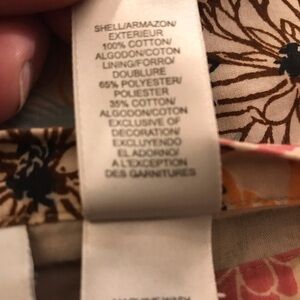 SHELL/ARMAZON/
EXTERIEUR
100% COTTON/
ALGODON/COTON
LINING/FORRO/
DOUBLURE
65% POLYESTER/
POLIESTER
35% COTTON/
ALGODON/COTON
EXCLUSIVE OF
DECORATION/
EXCLUYENDO
EL ADORNO/
A L'EXCEPTION
DES GARNITURES